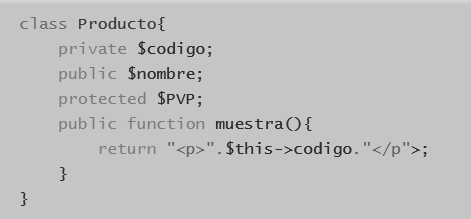 class Producto{
private $codigo;
public $nombre;
protected $PVP;
public function muestra(){
return "<p>".$this->codigo."</p">;
}
}